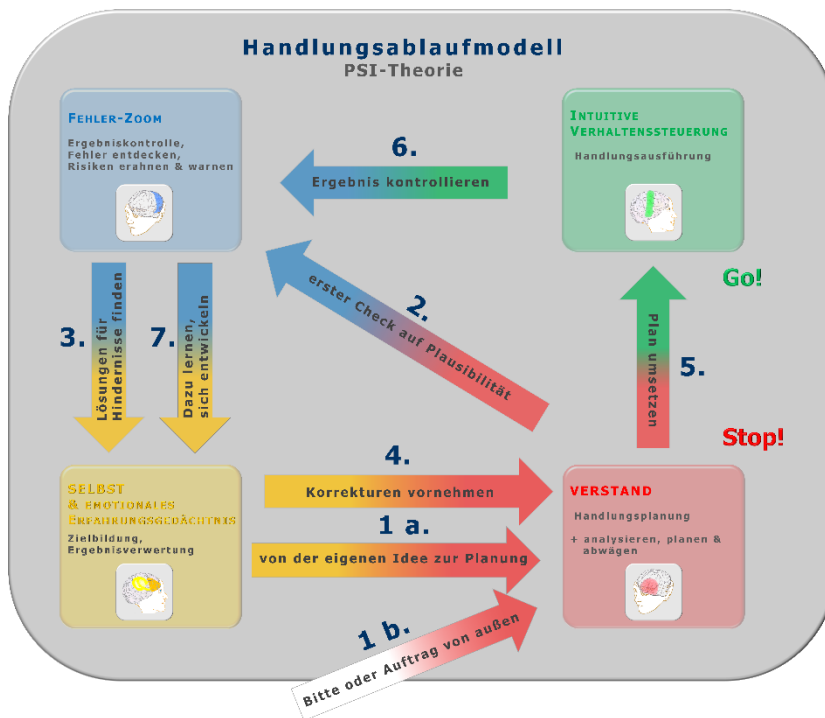 Handlungsablaufmodell
PSI-Theorie
FEHLER-ZOOM
Ergebniskontrolle,
Fehler entdecken,
Risiken erahnen & warnen
INTUITIVE
VERHALTENSSTEUERUNG
Handlungsausführung
6.
Ergebnis kontrollieren
2.
erster Check auf Plausibilität
3.
Lösungen für
Hindernisse finden
7.
Dazu lernen,
sich entwickeln
Go!
5.
Plan umsetzen
Stop!
4.
Korrekturen vornehmen
SELBST
& EMOTIONALES
ERFAHRUNGSGEDÄCHTNIS
Zielbildung,
Ergebnisverwertung
1 a.
von der eigenen Idee zur Planung
VERSTAND
Handlungsplanung
+ analysieren, planen &
abwägen
1 b.
Bitte oder Auftrag von außen